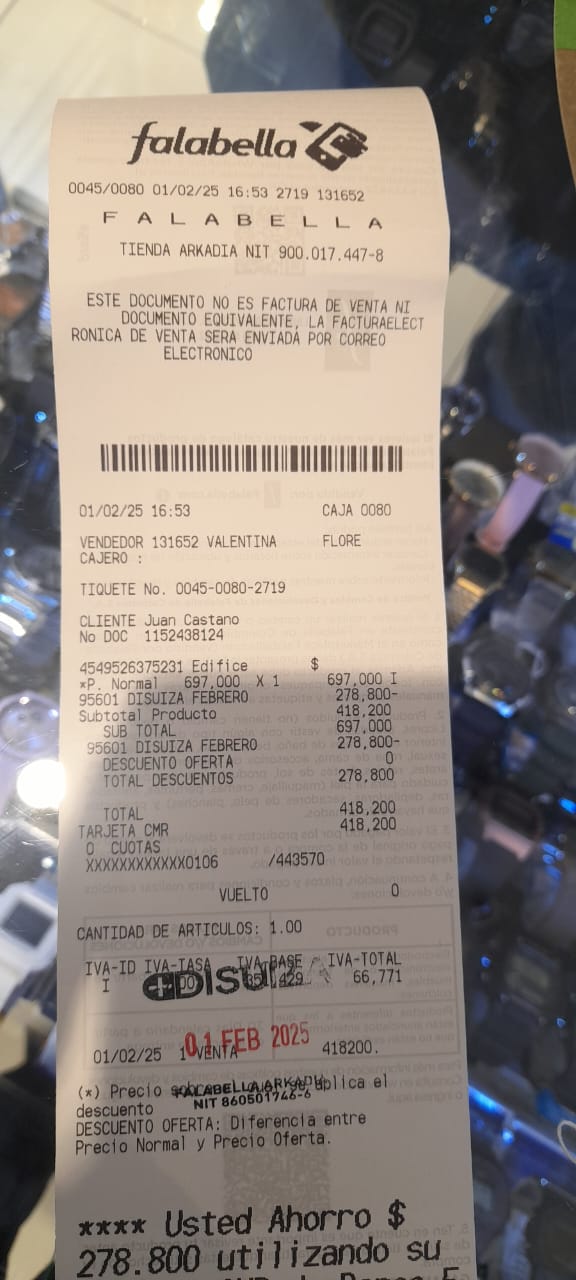 falabella
0045/0080 01/02/25 16:53 2719 131652
F A L A B E L L A
TIENDA ARKADIA NIT 900.017.447-8
ESTE DOCUMENTO NO ES FACTURA DE VENTA NI
DOCUMENTO EQUIVALENTE, LA FACTURAELECT
RONICA DE VENTA SERA ENVIADA POR CORREO
ELECTRONICO
01/02/25 16:53 CAJA 0080
VENDEDOR 131652 VALENTINA FLORE
CAJERO :
TIQUETE No. 0045-0080-2719
CLIENTE Juan Castano
No DOC 1152438124
4549526375231 Edifice $
*P. Normal 697,000 X 1 697,000 I
95601 DISUIZA FEBRERO 278,800-
Subtotal Producto 418,200
SUB TOTAL 697,000
95601 DISUIZA FEBRERO 278,800-
DESCUENTO OFERTA 0
TOTAL DESCUENTOS 278,800
TOTAL 418,200
TARJETA CMR 418,200
0 CUOTAS
XXXXXXXXXXXX0106 /443570
VUELTO 0
CANTIDAD DE ARTICULOS: 1.00
IVA-ID IVA-TASA IVA-BASE IVA-TOTAL
I 351,429 66,771
01 FEB 2025
01/02/25 1 VENTA 418200.
(*) Precio sobre se aplica el
FALABELLA ARKADIA
descuento
NIT 860501746-6
DESCUENTO OFERTA: Diferencia entre
Precio Normal y Precio Oferta.
**** Usted Ahorro $
278.800 utilizando su